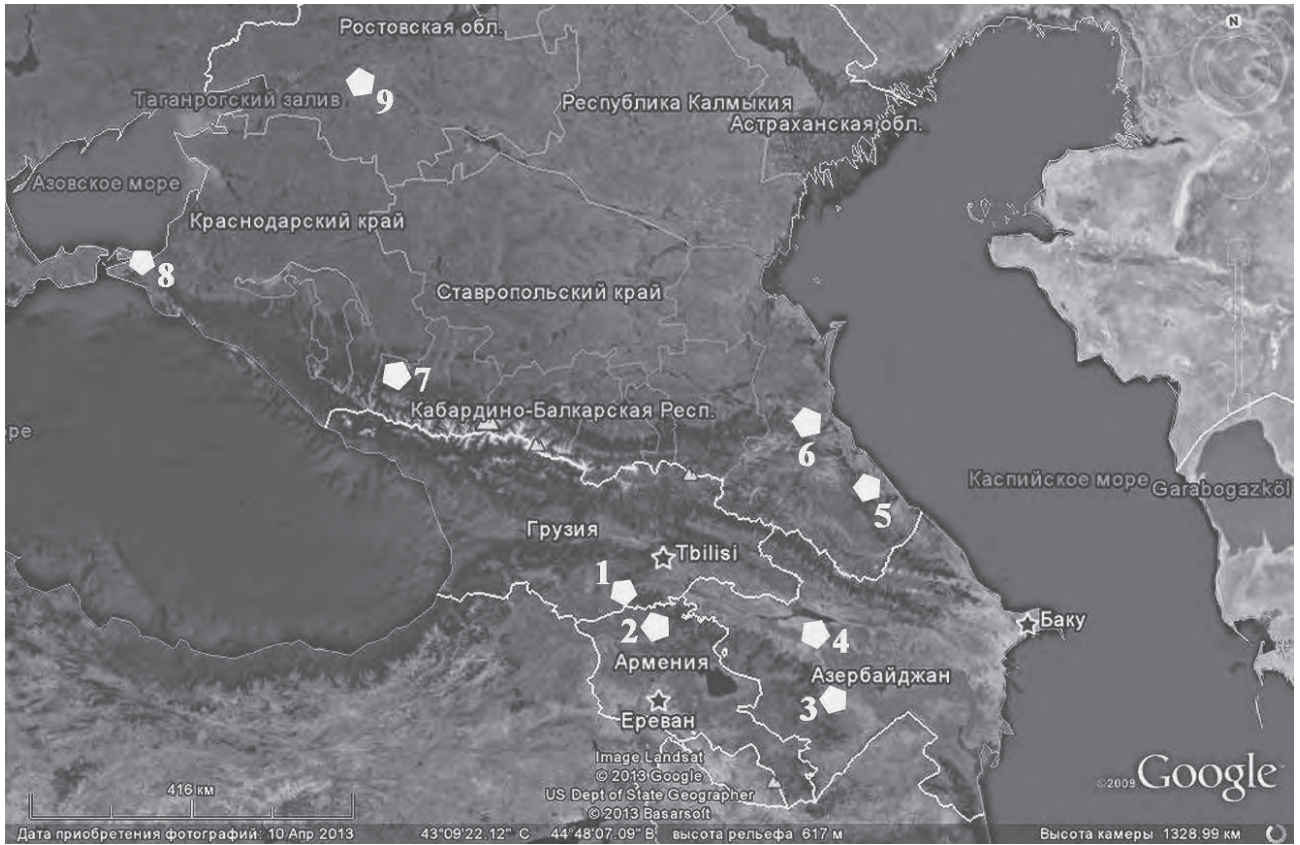 Ростовская обл.
9
Таганрогский залив
Республика Калмыкия
Астраханская обл.
N
Азовское море
Краснодарский край
8
Ставропольский край
7
Кабардино-Балкарская Респ.
6
ре
Каспийское море
Garabogazköl
5
Грузия
Tbilisi
1
2
Баку
4
Армения
Азербайджан
3
Ереван
Image Landsat
© 2013 Google
US Dept of State Geographer
© 2013 Basarsoft
©2009 Google
416 км
Дата приобретения фотографий: 10 Апр 2013 43°09'22.12" С 44°48'07.09" В высота рельефа 617 м Высота камеры 1328.99 км